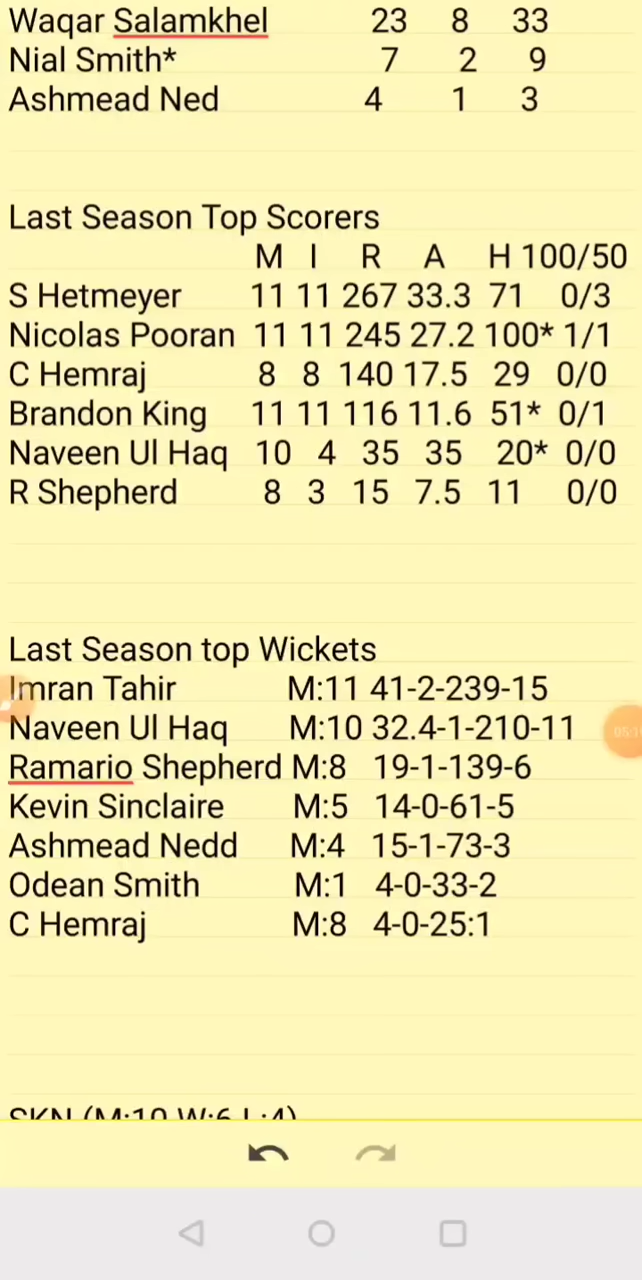 Waqar Salamkhel 23 8 33
Nial Smith* 7 2 9
Ashmead Ned 4 1 3
Last Season Top Scorers
M I R A H 100/50
S Hetmeyer 11 11 267 33.3 71 0/3
Nicolas Pooran 11 11 245 27.2 100* 1/1
C Hemraj 8 8 140 17.5 29 0/0
Brandon King 11 11 116 11.6 51* 0/1
Naveen Ul Haq 10 4 35 35 20* 0/0
R Shepherd 8 3 15 7.5 11 0/0
Last Season top Wickets
Imran Tahir M:11 41-2-239-15
Naveen Ul Haq M:10 32.4-1-210-11
Ramario Shepherd M:8 19-1-139-6
Kevin Sinclaire M:5 14-0-61-5
Ashmead Nedd M:4 15-1-73-3
Odean Smith M:1 4-0-33-2
C Hemraj M:8 4-0-25:1
SKN (M:10 W:6 L:4)